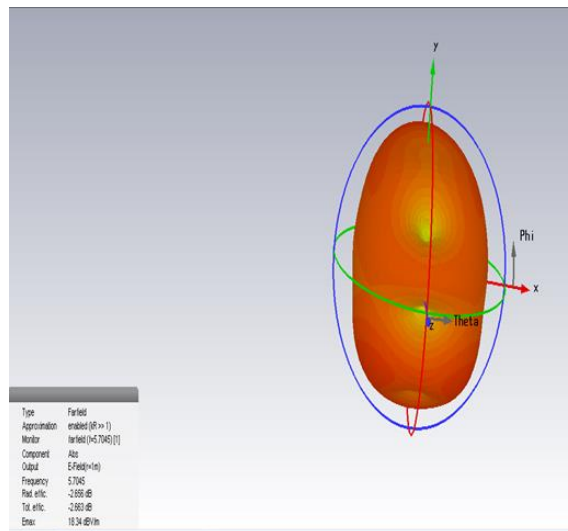 y
Phi
x
Theta
z
Type Farfield
Approximation enabled (kR >> 1)
Monitor farfield (f=5.7045) [1]
Component Abs
Output E-Field(r=1m)
Frequency 5.7045
Rad. effic. -2.656 dB
Tot. effic. -2.663 dB
Emax 18.34 dBV/m